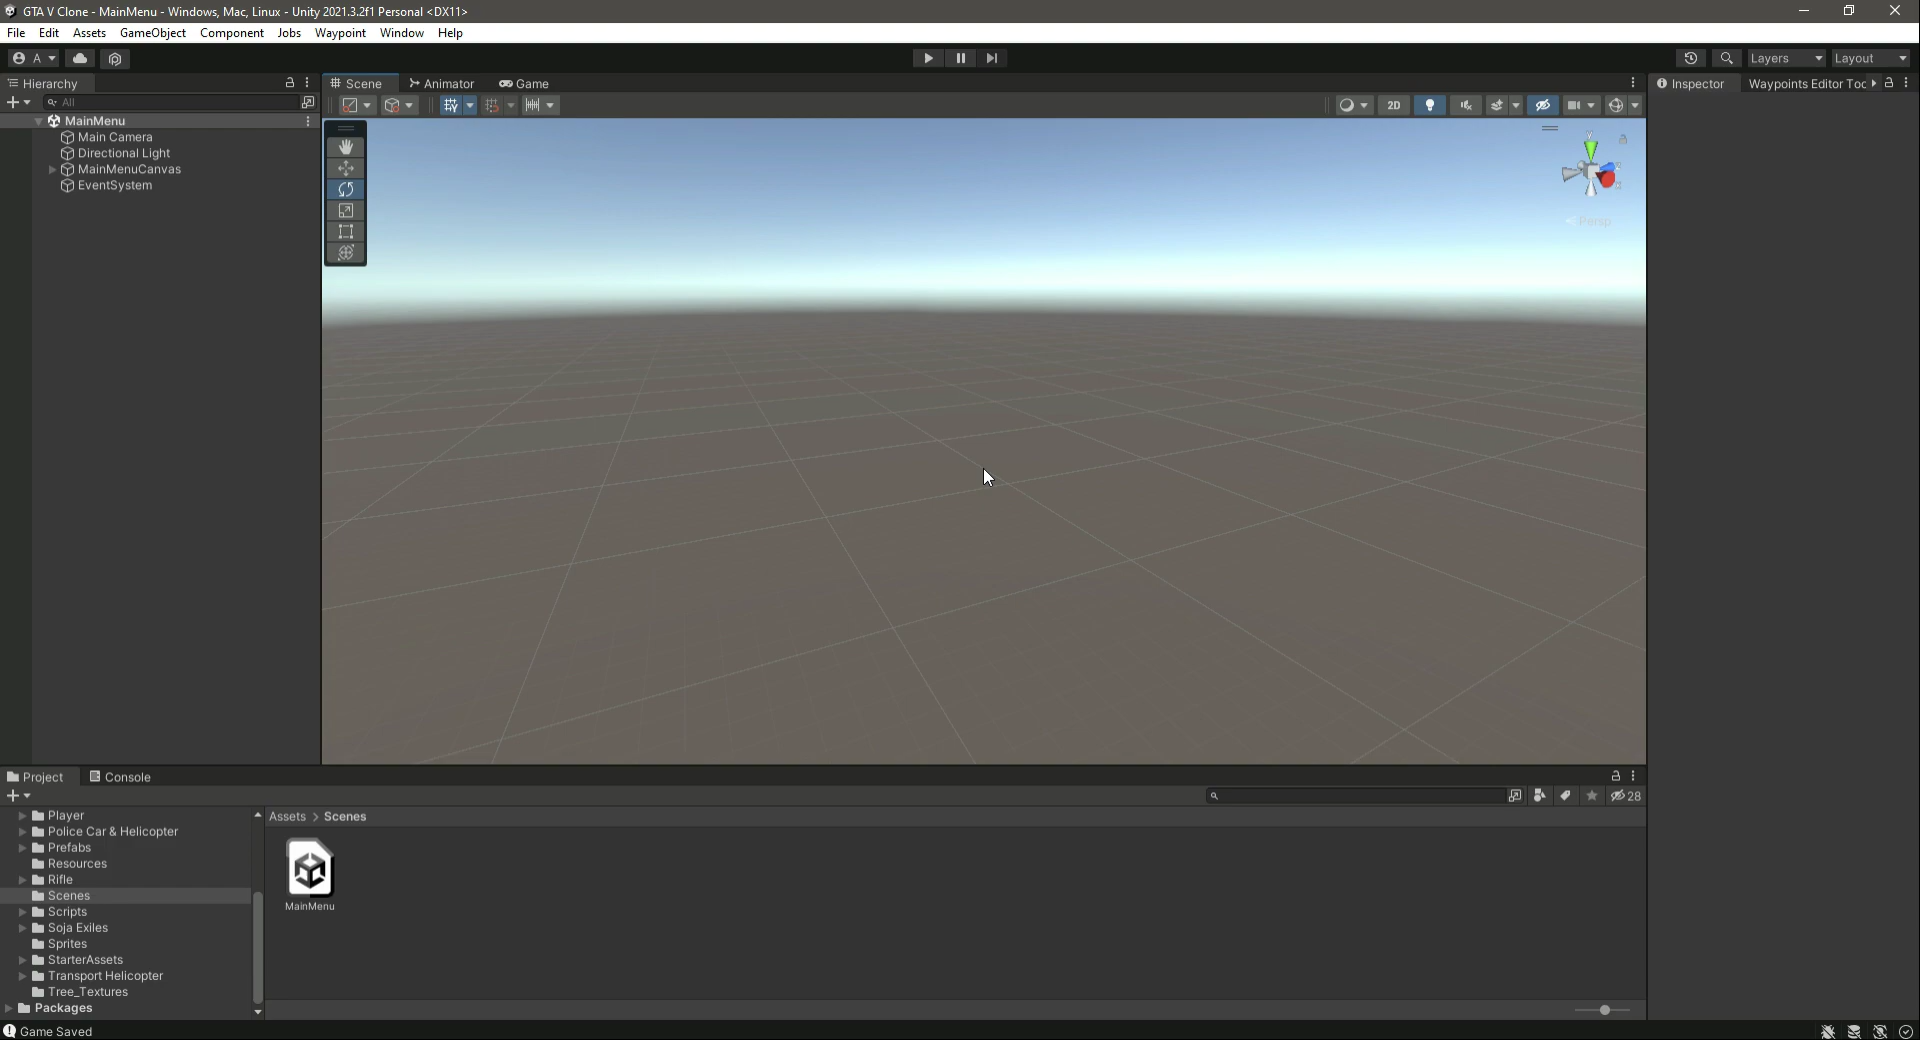 GTA V Clone - MainMenu - Windows, Mac, Linux - Unity 2021.3.2f1 Personal <DX11>
File Edit Assets GameObject Component Jobs Waypoint Window Help
A Layers Layout
Hierarchy
All
MainMenu
Main Camera
Directional Light
MainMenuCanvas
EventSystem
Scene Animator Game
2D
y
Persp
Inspector Waypoints Editor Too
Project Console
28
Player
Police Car & Helicopter
Prefabs
Resources
Rifle
Scenes
Scripts
Soja Exiles
Sprites
StarterAssets
Transport Helicopter
Tree_Textures
Packages
Assets > Scenes
MainMenu
Game Saved